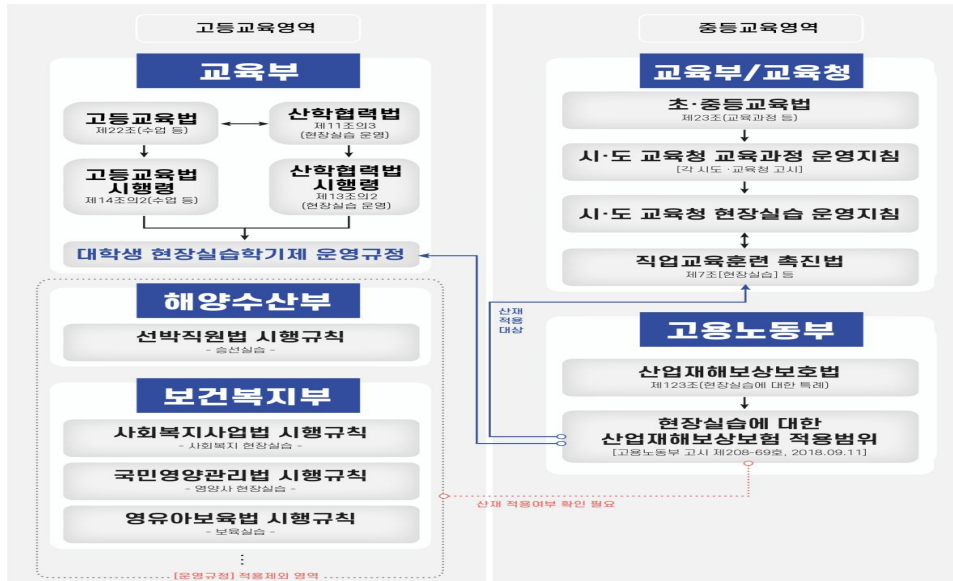 고등교육영역
교육부
고등교육법
제22조(수업 등)
산학협력법
제11조의3
(현장실습 운영)
고등교육법
시행령
제14조의2(수업 등)
산학협력법
시행령
제13조의2
(현장실습 운영)
대학생 현장실습학기제 운영규정
해양수산부
선박직원법 시행규칙
- 승선실습 -
보건복지부
사회복지사업법 시행규칙
- 사회복지 현장실습 -
국민영양관리법 시행규칙
- 영양사 현장실습 -
영유아보육법 시행규칙
- 보육실습 -
[운영규정] 적용제외 영역
중등교육영역
교육부/교육청
초·중등교육법
제23조(교육과정 등)
시·도 교육청 교육과정 운영지침
[각 시도 ·교육청 고시]
시·도 교육청 현장실습 운영지침
직업교육훈련 촉진법
제7조[현장실습] 등
산재
적용
대상
고용노동부
산업재해보상보호법
제123조(현장실습에 대한 특례)
현장실습에 대한
산업재해보상보험 적용범위
[고용노동부 고시 제208-69호, 2018.09.11]
산재 적용여부 확인 필요